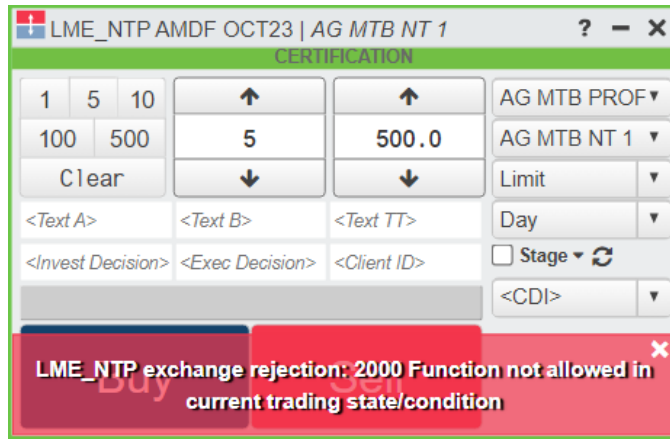 LME_NTP AMDF OCT23 | AG MTB NT 1
CERTIFICATION
1 5 10
AG MTB PROF
100 500
5
500.0
AG MTB NT 1
Clear
Limit
<Text A> <Text B> <Text TT>
Day
<Invest Decision> <Exec Decision> <Client ID>
Stage
<CDI>
Buy
Sell
LME_NTP exchange rejection: 2000 Function not allowed in
current trading state/condition